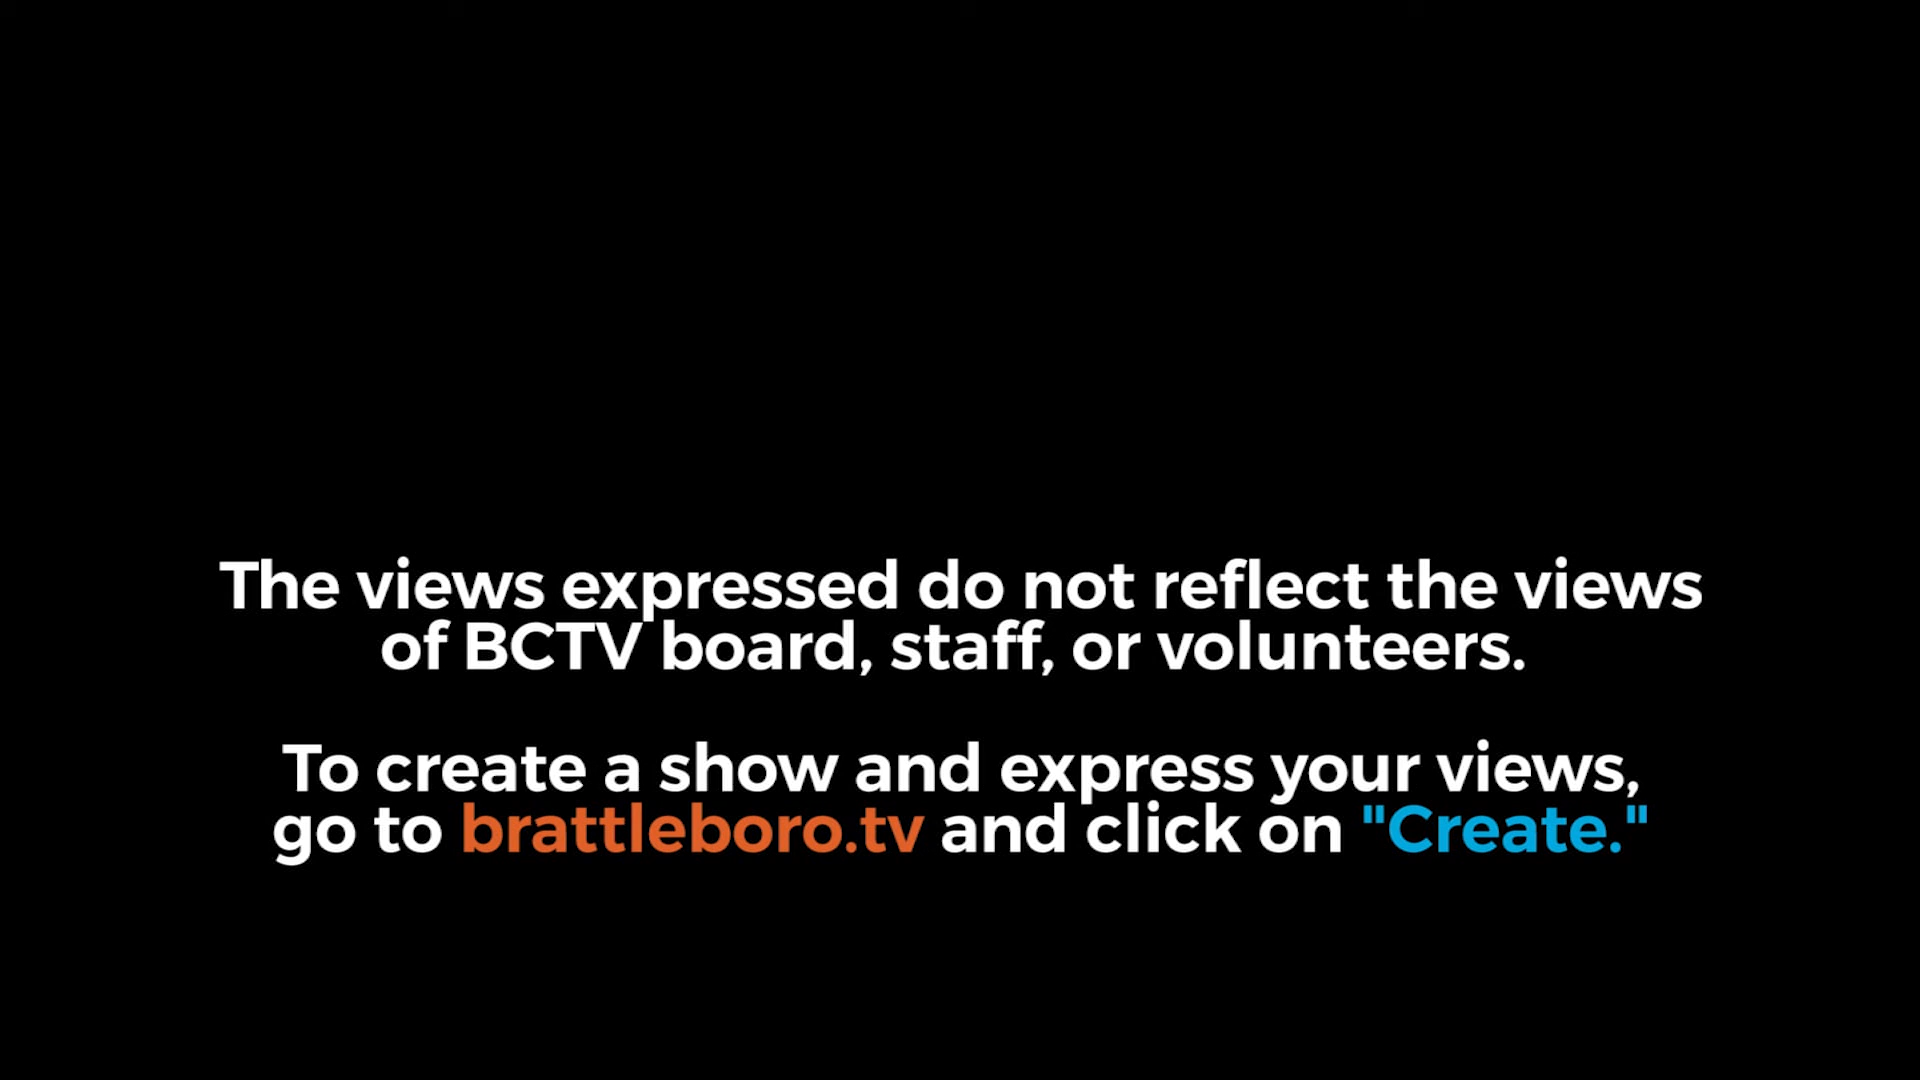 The views expressed do not reflect the views
of BCTV board, staff, or volunteers.
To create a show and express your views,
go to brattleboro.tv and click on "Create."